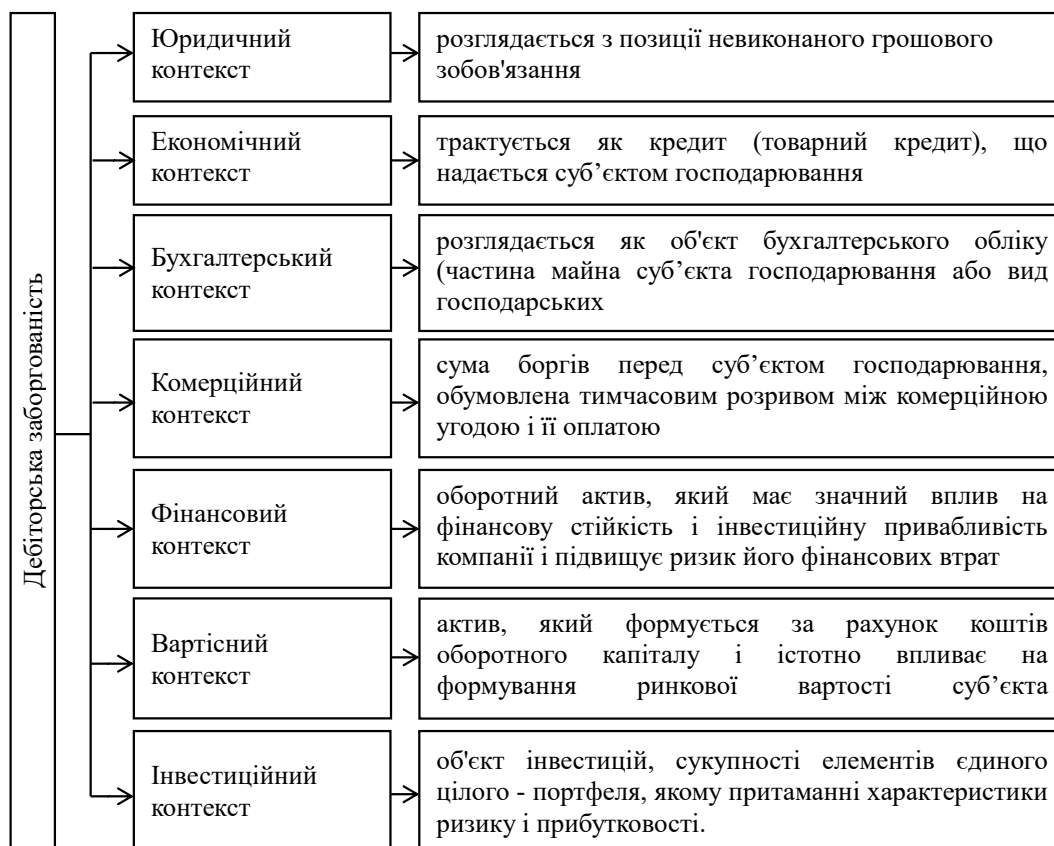 Дебіторська заборгованість
Юридичний
контекст
розглядається з позиції невиконаного грошового
зобов'язання
Економічний
контекст
трактується як кредит (товарний кредит), що
надається суб’єктом господарювання
Бухгалтерський
контекст
розглядається як об'єкт бухгалтерського обліку
(частина майна суб’єкта господарювання або вид
господарських
Комерційний
контекст
сума боргів перед суб’єктом господарювання,
обумовлена тимчасовим розривом між комерційною
угодою і її оплатою
Фінансовий
контекст
оборотний актив, який має значний вплив на
фінансову стійкість і інвестиційну привабливість
компанії і підвищує ризик його фінансових втрат
Вартісний
контекст
актив, який формується за рахунок коштів
оборотного капіталу і істотно впливає на
формування ринкової вартості суб’єкта
Інвестиційний
контекст
об'єкт інвестицій, сукупності елементів єдиного
цілого - портфеля, якому притаманні характеристики
ризику і прибутковості.